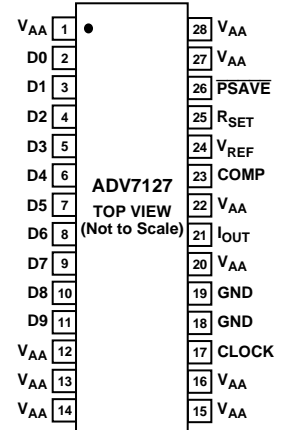 VAA 1 28 VAA
D0 2 27 VAA
D1 3 26 PSAVE
D2 4 25 RSET
D3 5 24 VREF
D4 6 23 COMP
ADV7127
D5 7 TOP VIEW 22 VAA
D6 8 (Not to Scale) 21 IOUT
D7 9 20 VAA
D8 10 19 GND
D9 11 18 GND
VAA 12 17 CLOCK
VAA 13 16 VAA
VAA 14 15 VAA